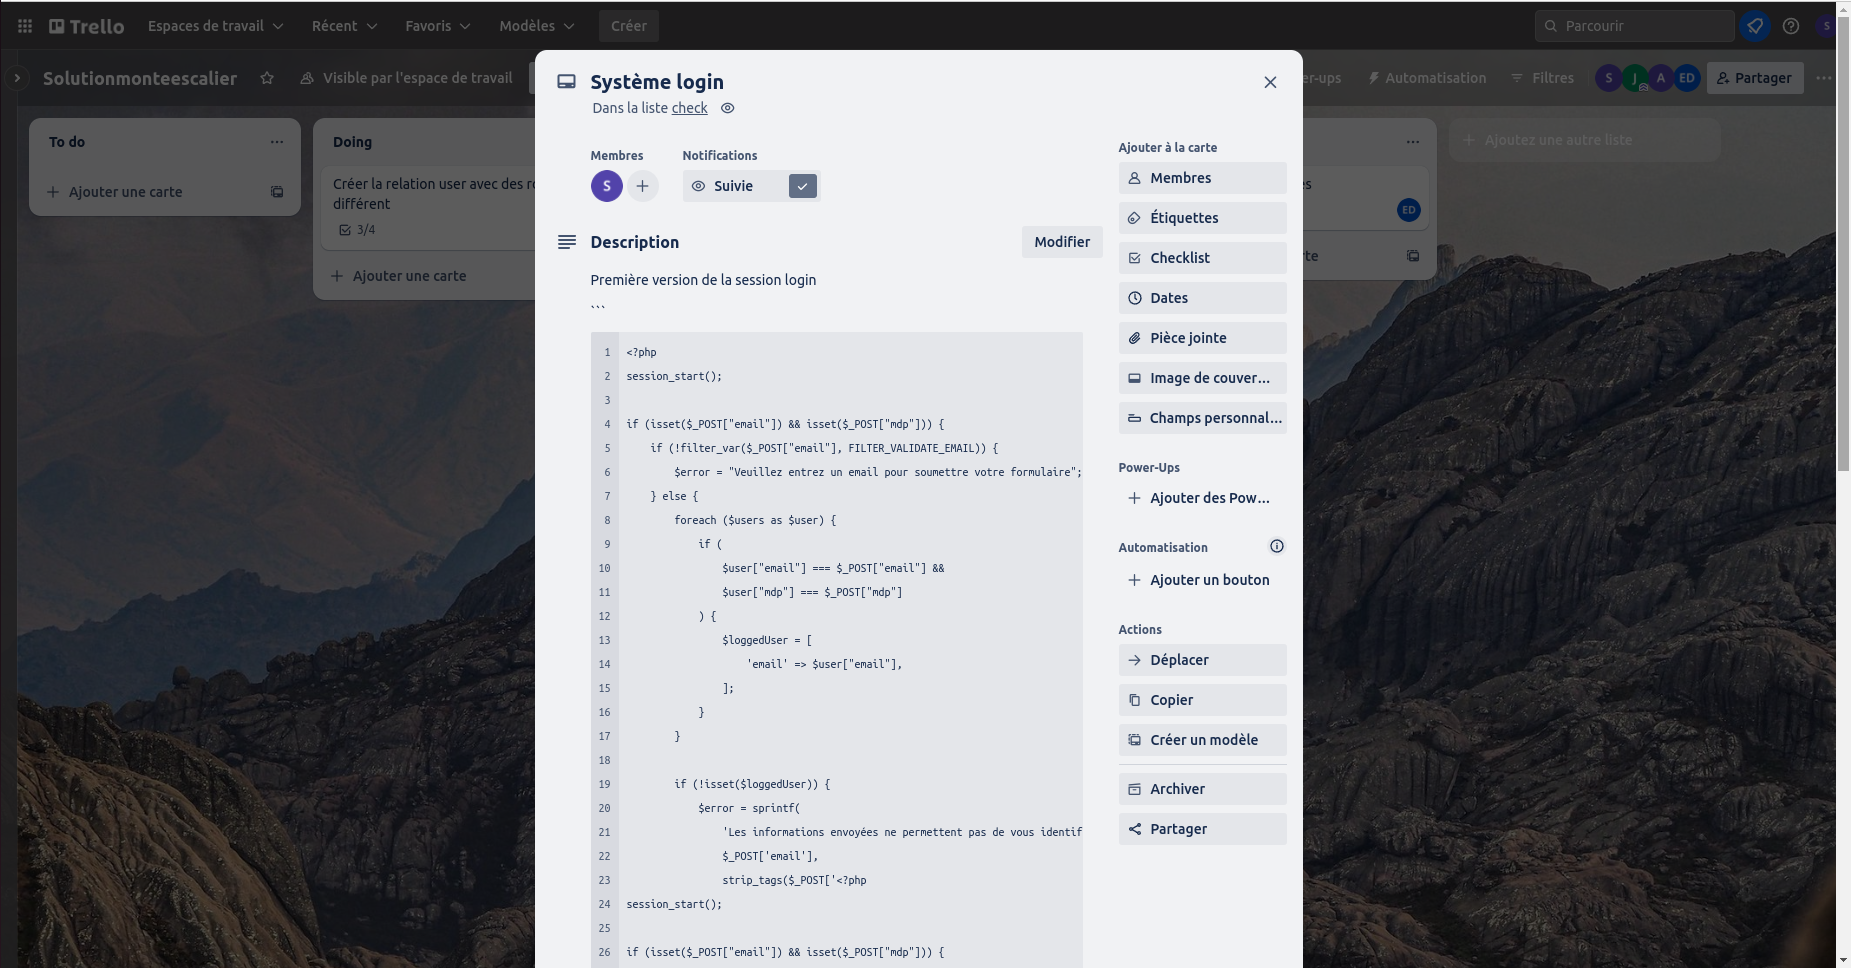 Trello
Espaces de travail
Récent
Favoris
Modèles
Créer
Parcourir
S
Solutionmonteescalier
Visible par l'espace de travail
er-ups
Automatisation
Filtres
S
J
A
ED
Partager
To do
Ajouter une carte
Doing
Créer la relation user avec des
différent
3/4
Ajouter une carte
ED
Ajoutez une autre liste
Système login
Dans la liste check
Membres
S
Notifications
Suivie
Description
Modifier
Première version de la session login
```
1 <?php
2 session_start();
3
4 if (isset($_POST["email"]) && isset($_POST["mdp"])) {
5 if (!filter_var($_POST["email"], FILTER_VALIDATE_EMAIL)) {
6 $error = "Veuillez entrez un email pour soumettre votre formulaire";
7 } else {
8 foreach ($users as $user) {
9 if (
10 $user["email"] === $_POST["email"] &&
11 $user["mdp"] === $_POST["mdp"]
12 ) {
13 $loggedUser = [
14 'email' => $user["email"],
15 ];
16 }
17 }
18
19 if (!isset($loggedUser)) {
20 $error = sprintf(
21 'Les informations envoyées ne permettent pas de vous identif
22 $_POST['email'],
23 strip_tags($_POST['<?php
24 session_start();
25
26 if (isset($_POST["email"]) && isset($_POST["mdp"])) {
Ajouter à la carte
Membres
Étiquettes
Checklist
Dates
Pièce jointe
Image de couver...
Champs personnal...
Power-Ups
Ajouter des Pow...
Automatisation
Ajouter un bouton
Actions
Déplacer
Copier
Créer un modèle
Archiver
Partager